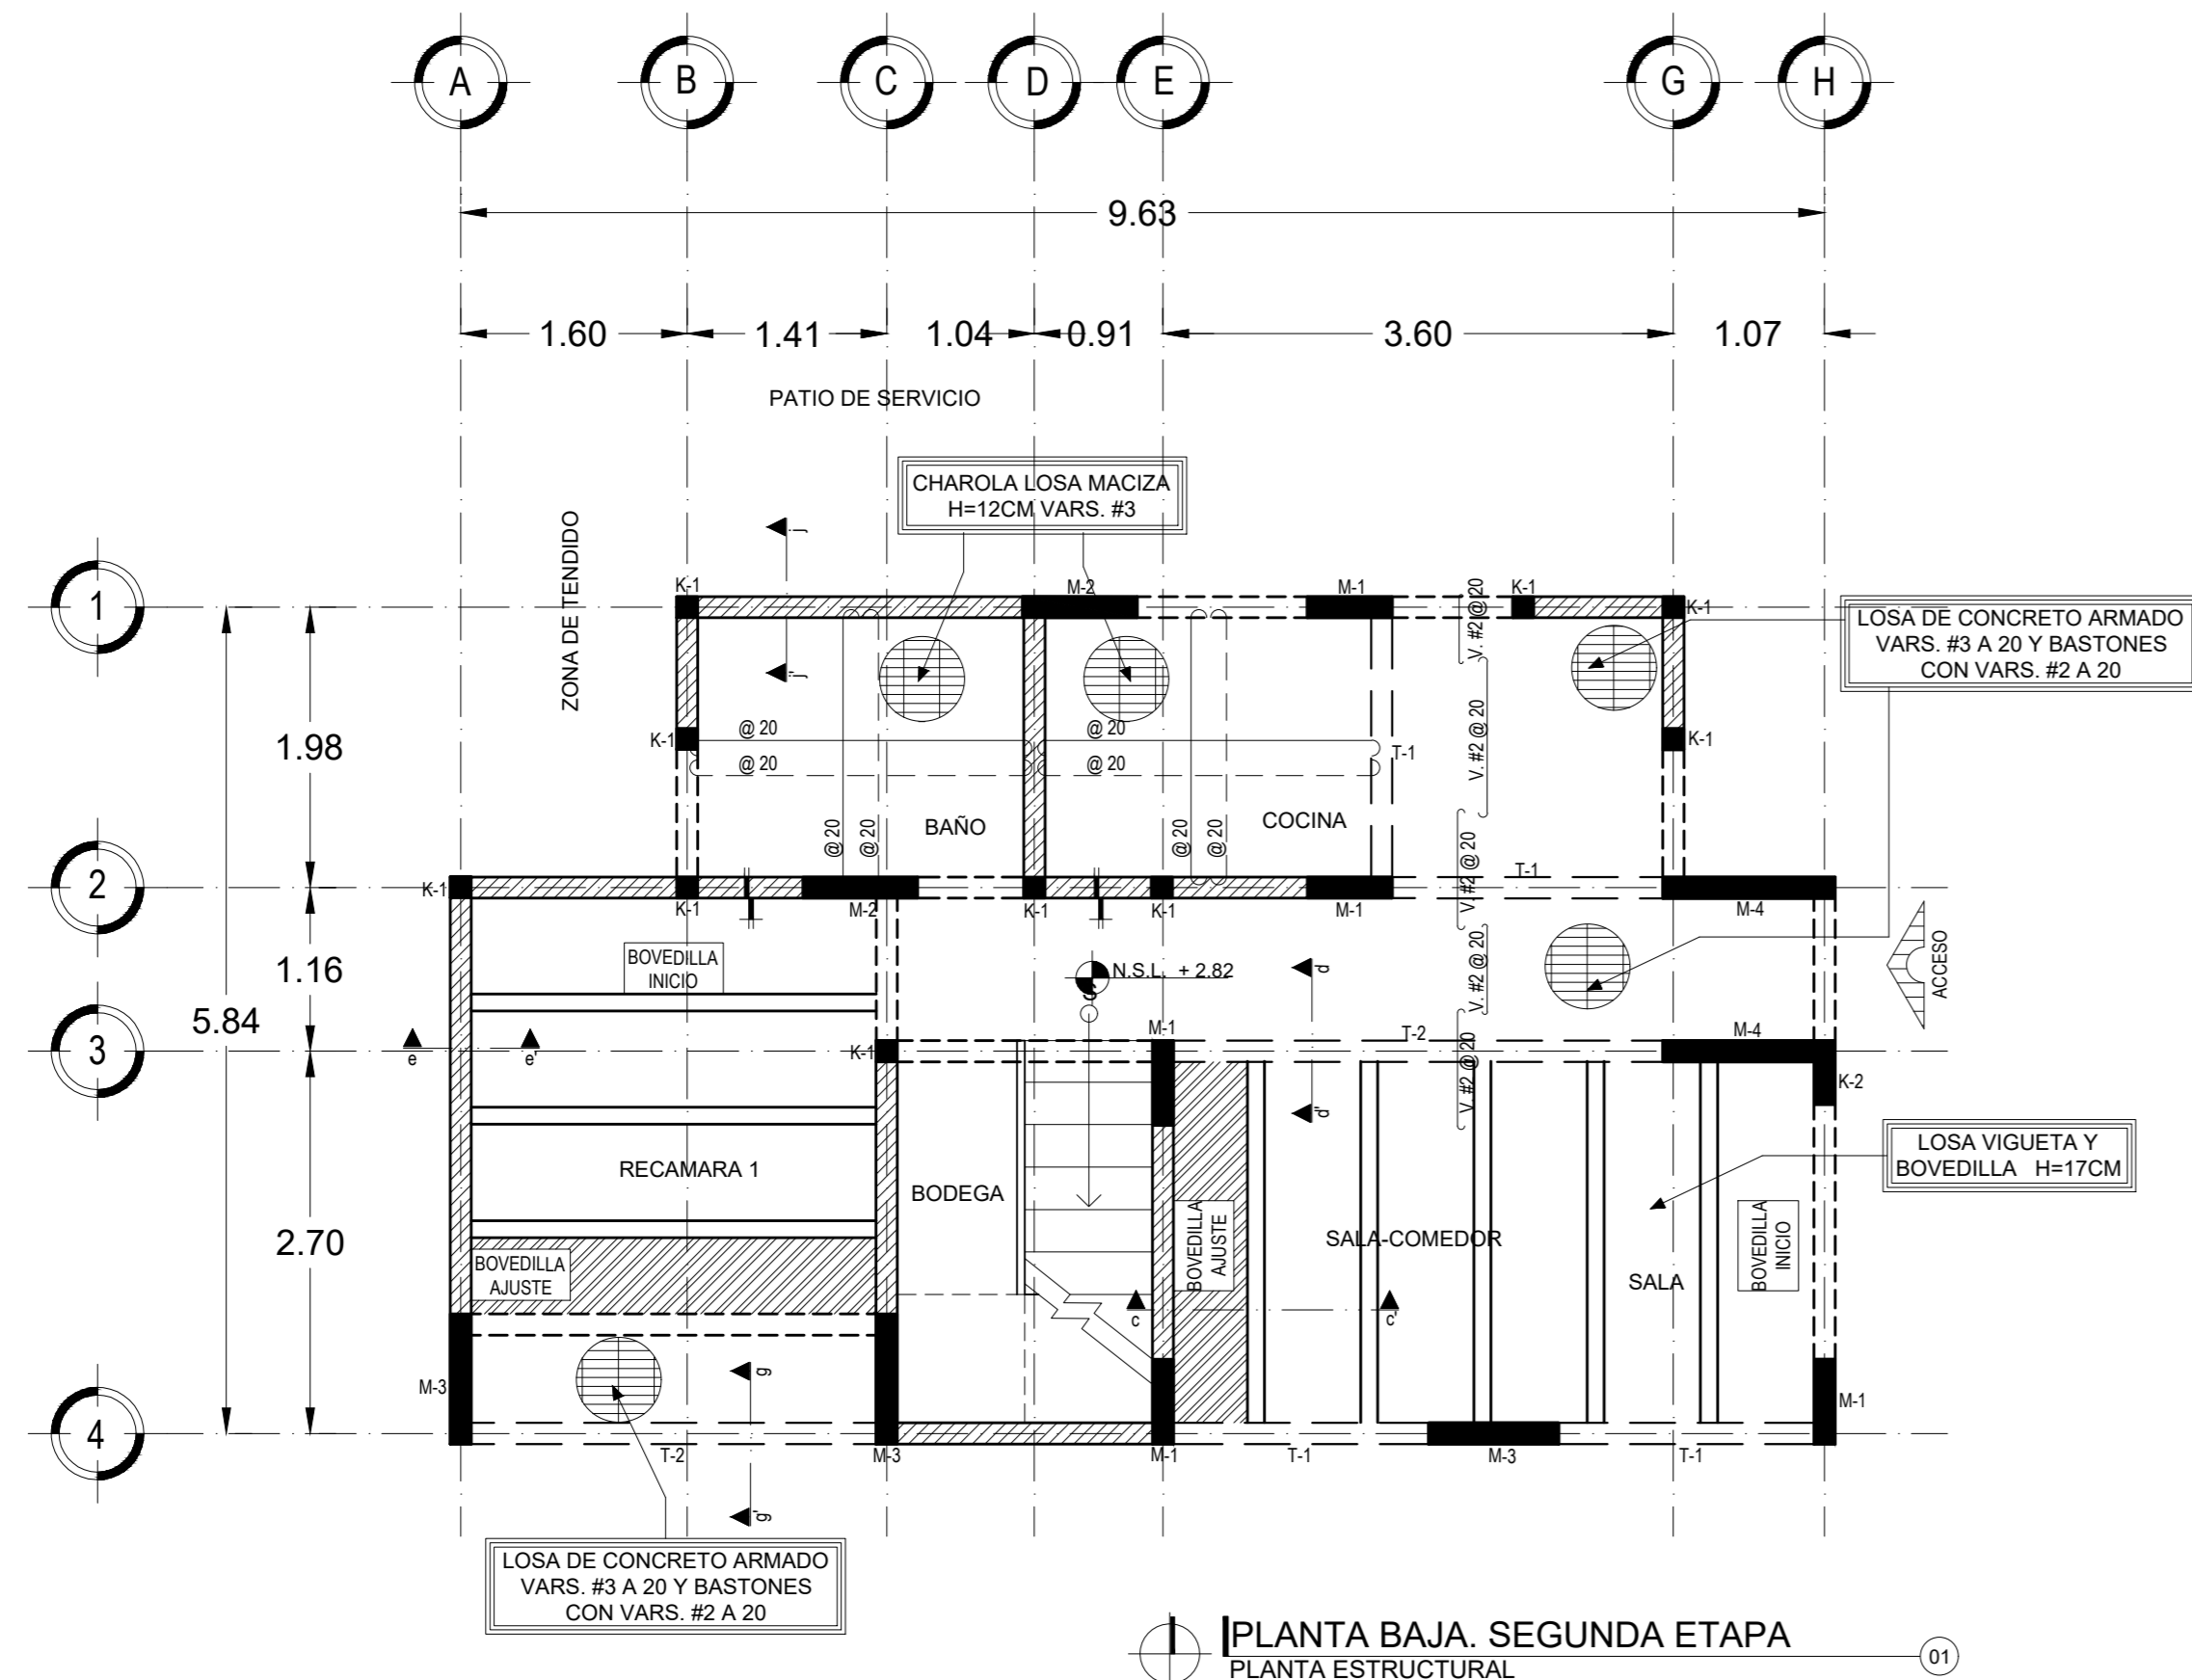 A
B
C
D
E
G
H
9.63
1.60
1.41
1.04
0.91
3.60
1.07
PATIO DE SERVICIO
CHAROLA LOSA MACIZA
H=12CM VARS. #3
ZONA DE TENDIDO
j
j'
1
K-1
M-2
M-1
V. #2 @ 20
K-1
K-1
LOSA DE CONCRETO ARMADO
VARS. #3 A 20 Y BASTONES
CON VARS. #2 A 20
1.98
K-1
@ 20
@ 20
@ 20
@ 20
T-1
V. #2 @ 20
K-1
@ 20
@ 20
BAÑO
@ 20
@ 20
COCINA
V. #2 @ 20
T-1
2
K-1
K-1
M-2
K-1
K-1
M-1
M-4
1.16
BOVEDILLA
INICIO
N.S.L. + 2.82
S
d
V. #2 @ 20
ACCESO
5.84
3
e
e'
K-1
M-1
T-2
M-4
V. #2 @ 20
K-2
d'
LOSA VIGUETA Y
BOVEDILLA H=17CM
RECAMARA 1
BODEGA
2.70
BOVEDILLA
AJUSTE
BOVEDILLA
AJUSTE
SALA-COMEDOR
SALA
BOVEDILLA
INICIO
c
c'
M-3
g
M-1
4
T-2
M-3
M-1
T-1
M-3
T-1
g'
LOSA DE CONCRETO ARMADO
VARS. #3 A 20 Y BASTONES
CON VARS. #2 A 20
PLANTA BAJA. SEGUNDA ETAPA
PLANTA ESTRUCTURAL
01